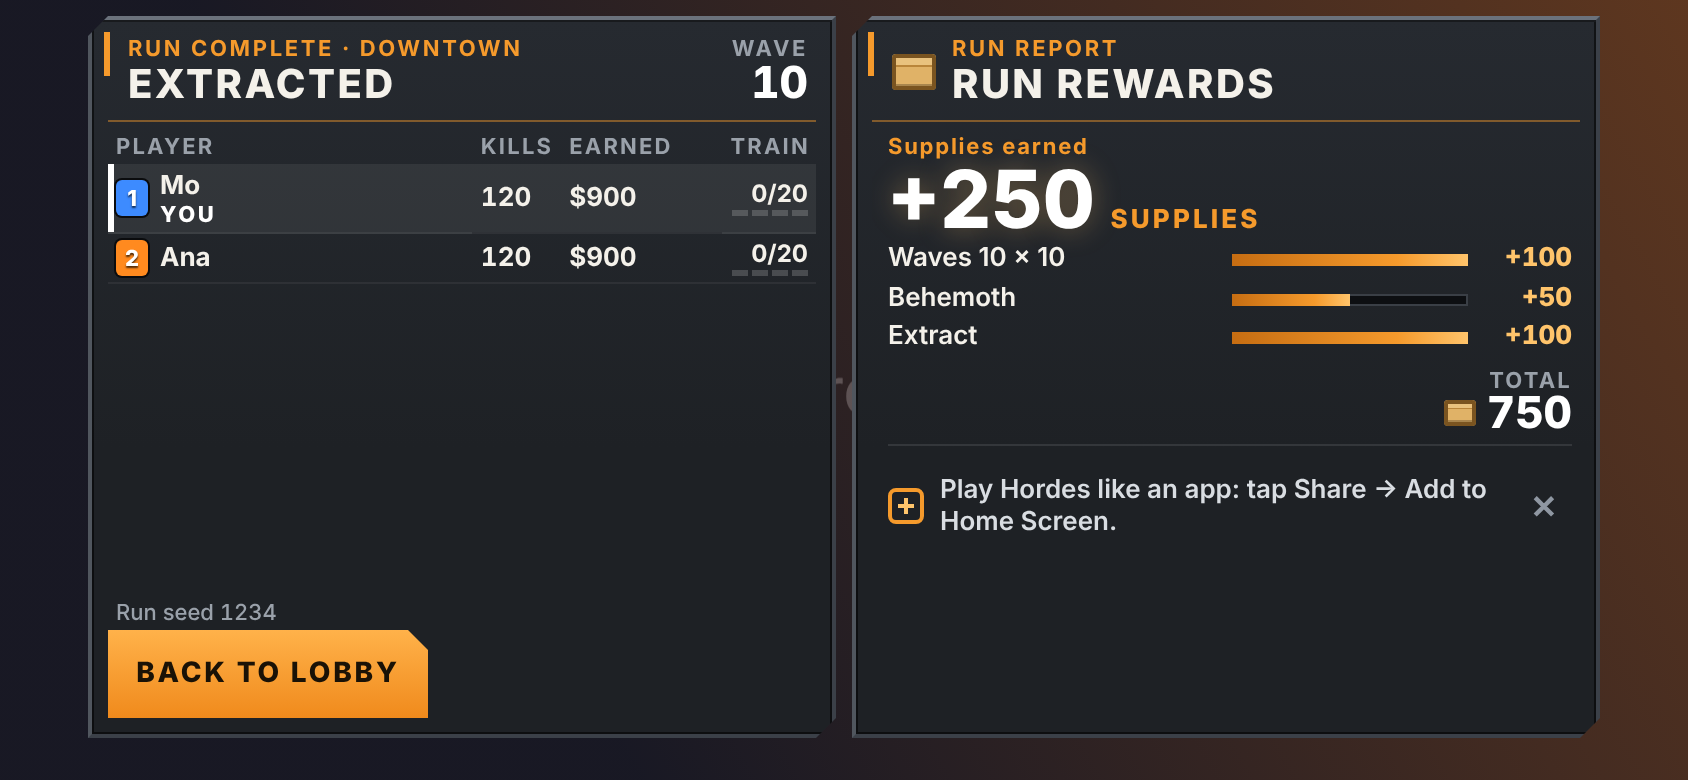 RUN COMPLETE · DOWNTOWN
EXTRACTED
WAVE
10
PLAYER KILLS EARNED TRAIN
1 Mo YOU 120 $900 0/20
2 Ana 120 $900 0/20
Run seed 1234
BACK TO LOBBY
RUN REPORT
RUN REWARDS
Supplies earned
+250 SUPPLIES
Waves 10 × 10 +100
Behemoth +50
Extract +100
TOTAL
750
Play Hordes like an app: tap Share → Add to
Home Screen.